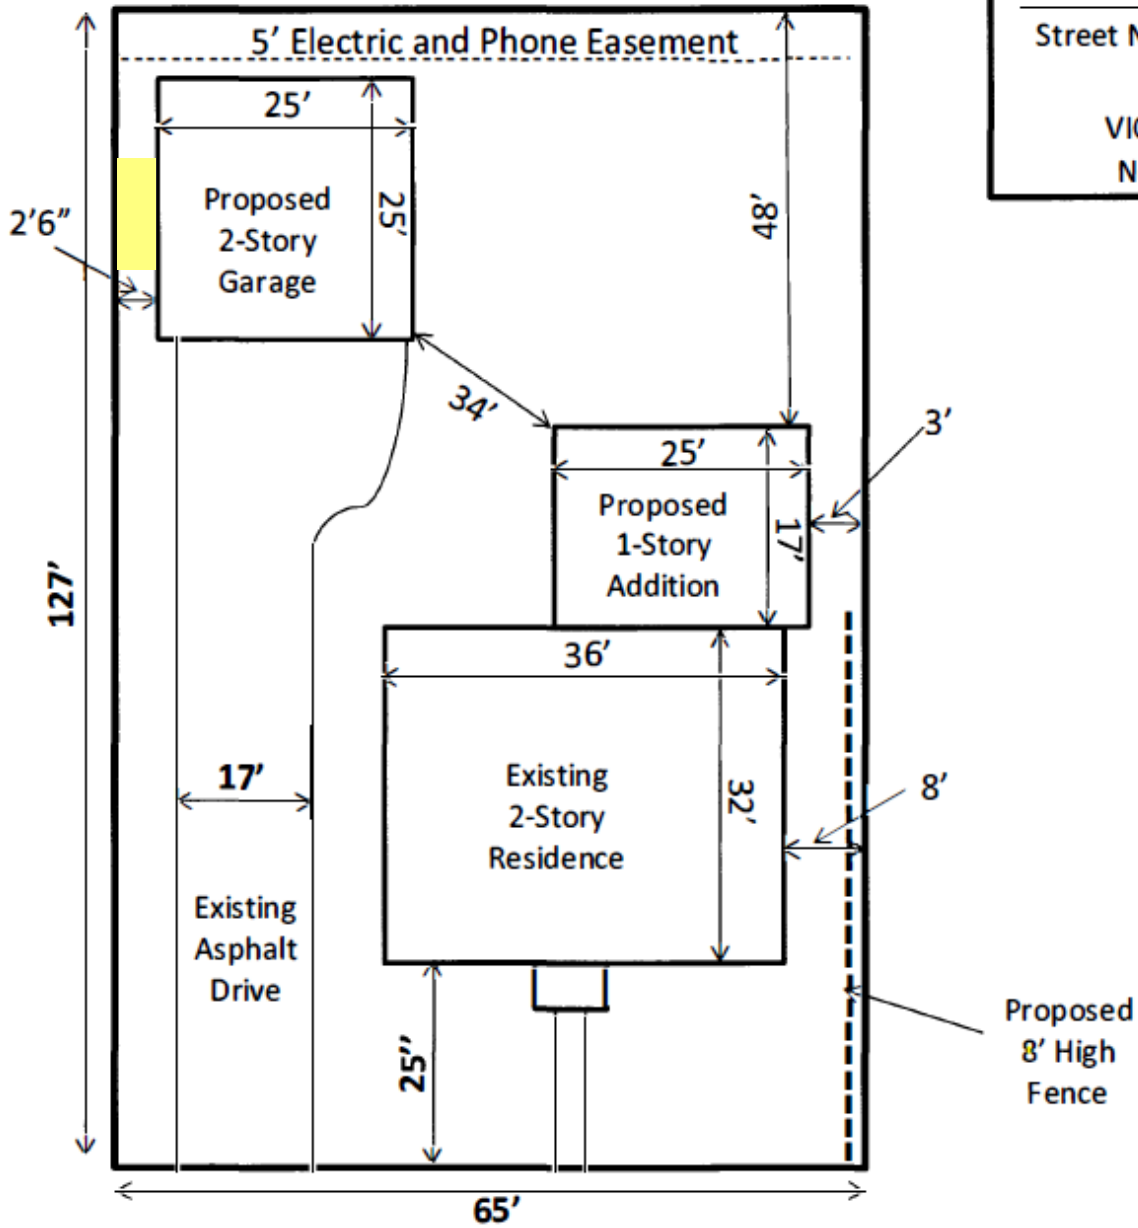 5' Electric and Phone Easement
Street N
VIC
N
25'
25'
Proposed
2-Story
Garage
2'6"
48'
34'
3'
25'
17'
Proposed
1-Story
Addition
127'
36'
17'
32'
Existing
2-Story
Residence
8'
Existing
Asphalt
Drive
25''
Proposed
8' High
Fence
65'